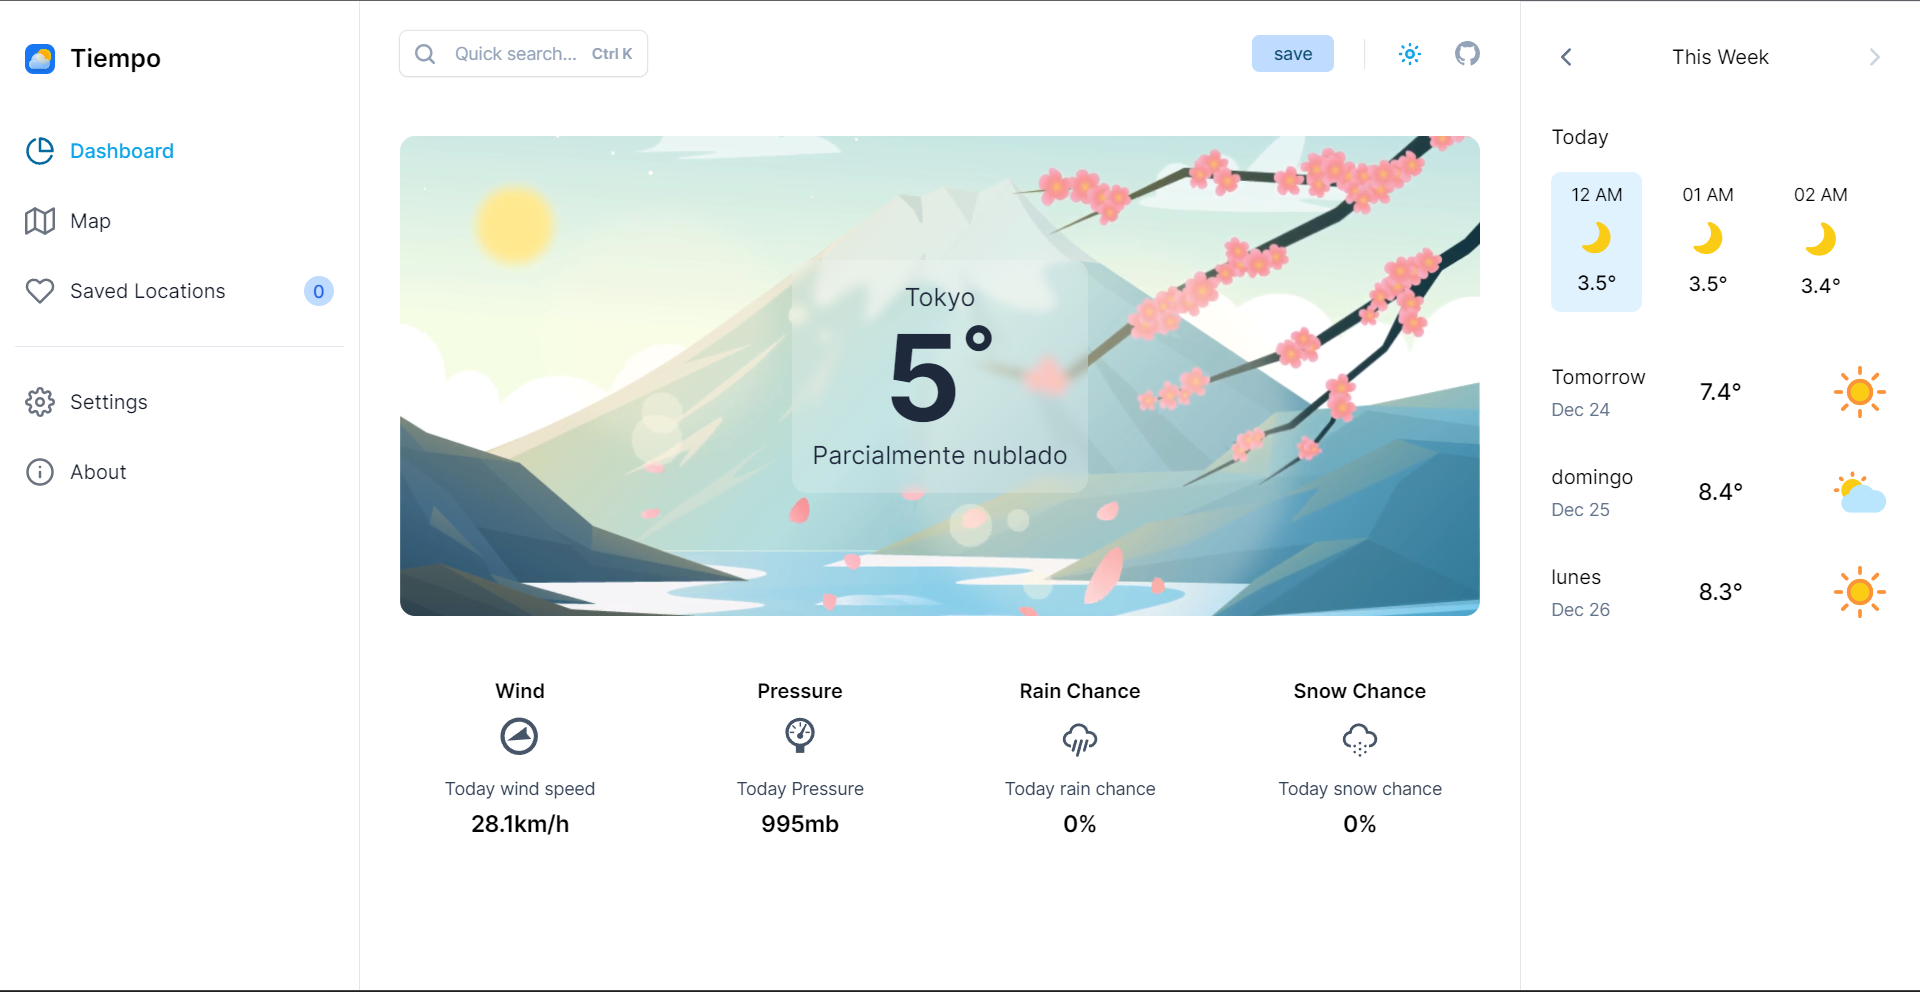 Tiempo
Dashboard
Map
Saved Locations 0
Settings
About
Quick search... Ctrl K
save
Tokyo
5°
Parcialmente nublado
Wind
Today wind speed
28.1km/h
Pressure
Today Pressure
995mb
Rain Chance
Today rain chance
0%
Snow Chance
Today snow chance
0%
This Week
Today
12 AM
3.5°
01 AM
3.5°
02 AM
3.4°
Tomorrow
Dec 24
7.4°
domingo
Dec 25
8.4°
lunes
Dec 26
8.3°